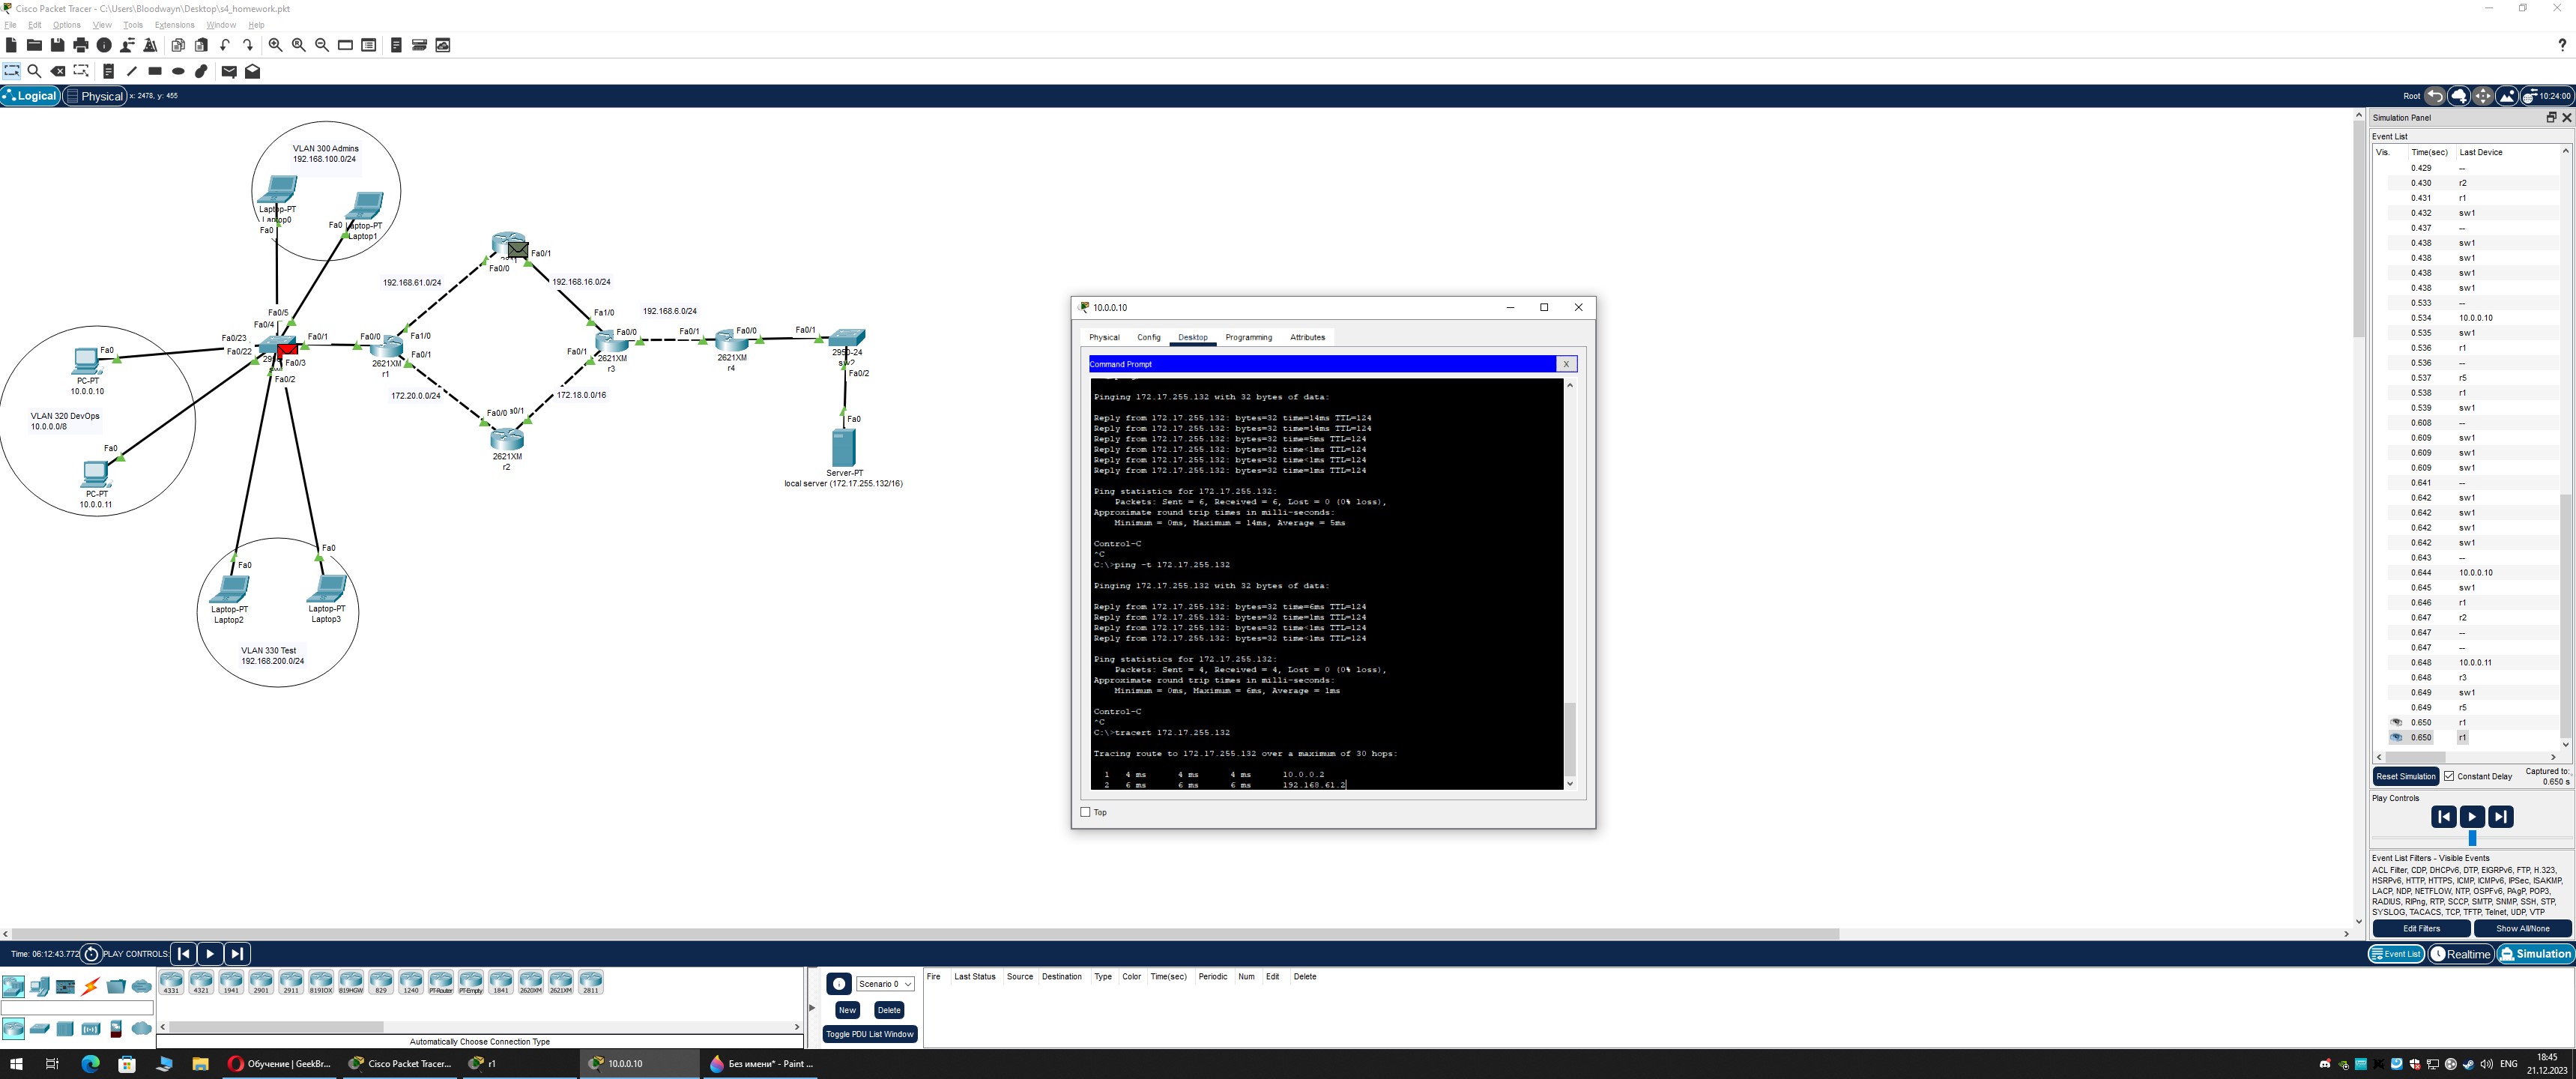 Cisco Packet Tracer - C:\Users\Bloodwayn\Desktop\s4_homework.pkt
File Edit Options View Tools Extensions Window Help
?
Logical Physical x: 2478, y: 455
Root 10:24:00
VLAN 300 Admins
192.168.100.0/24
Laptop-PT
Laptop0
Fa0
Fa0
Laptop-PT
Laptop1
Fa0/1
Fa0/0
192.168.61.0/24
192.168.16.0/24
192.168.6.0/24
Fa0/5
Fa0/4
Fa0/23
Fa0/22
Fa0/1
Fa0/3
Fa0/2
Fa0/0
Fa1/0
Fa0/1
2621XM
r1
Fa1/0
Fa0/0
Fa0/1
2621XM
r3
Fa0/1
Fa0/0
2621XM
r4
Fa0/1
2950-24
sw2
Fa0/2
Fa0
PC-PT
10.0.0.10
VLAN 320 DevOps
10.0.0.0/8
Fa0
PC-PT
10.0.0.11
172.20.0.0/24
172.18.0.0/16
Fa0/0
2621XM
r2
Fa0
Server-PT
local server (172.17.255.132/16)
Fa0
Fa0
Laptop-PT
Laptop2
Laptop-PT
Laptop3
VLAN 330 Test
192.168.200.0/24
10.0.0.10
Physical Config Desktop Programming Attributes
Command Prompt X
Pinging 172.17.255.132 with 32 bytes of data:
Reply from 172.17.255.132: bytes=32 time=14ms TTL=124
Reply from 172.17.255.132: bytes=32 time=14ms TTL=124
Reply from 172.17.255.132: bytes=32 time=5ms TTL=124
Reply from 172.17.255.132: bytes=32 time<1ms TTL=124
Reply from 172.17.255.132: bytes=32 time<1ms TTL=124
Reply from 172.17.255.132: bytes=32 time=1ms TTL=124
Ping statistics for 172.17.255.132:
Packets: Sent = 6, Received = 6, Lost = 0 (0% loss),
Approximate round trip times in milli-seconds:
Minimum = 0ms, Maximum = 14ms, Average = 5ms
Control-C
^C
C:\>ping -t 172.17.255.132
Pinging 172.17.255.132 with 32 bytes of data:
Reply from 172.17.255.132: bytes=32 time=6ms TTL=124
Reply from 172.17.255.132: bytes=32 time=1ms TTL=124
Reply from 172.17.255.132: bytes=32 time<1ms TTL=124
Reply from 172.17.255.132: bytes=32 time<1ms TTL=124
Ping statistics for 172.17.255.132:
Packets: Sent = 4, Received = 4, Lost = 0 (0% loss),
Approximate round trip times in milli-seconds:
Minimum = 0ms, Maximum = 6ms, Average = 1ms
Control-C
^C
C:\>tracert 172.17.255.132
Tracing route to 172.17.255.132 over a maximum of 30 hops:
1 4 ms 4 ms 4 ms 10.0.0.2
2 6 ms 6 ms 6 ms 192.168.61.2
Top
Simulation Panel
Event List
Vis. Time(sec) Last Device
0.429 --
0.430 r2
0.431 r1
0.432 sw1
0.437 --
0.438 sw1
0.438 sw1
0.438 sw1
0.438 sw1
0.533 --
0.534 10.0.0.10
0.535 sw1
0.536 r1
0.536 --
0.537 r5
0.538 r1
0.539 sw1
0.608 --
0.609 sw1
0.609 sw1
0.609 sw1
0.641 --
0.642 sw1
0.642 sw1
0.642 sw1
0.642 sw1
0.643 --
0.644 10.0.0.10
0.645 sw1
0.646 r1
0.647 r2
0.647 --
0.647 --
0.648 10.0.0.11
0.648 r3
0.649 sw1
0.649 r5
0.650 r1
0.650 r1
Reset Simulation Constant Delay Captured to:
0.650 s
Play Controls
Event List Filters - Visible Events
ACL Filter, CDP, DHCPv6, DTP, EIGRPv6, FTP, H.323,
HSRPv6, HTTP, HTTPS, ICMP, ICMPv6, IPSec, ISAKMP,
LACP, NDP, NETFLOW, NTP, OSPFv6, PAgP, POP3,
RADIUS, RIPng, RTP, SCCP, SMTP, SNMP, SSH, STP,
SYSLOG, TACACS, TCP, TFTP, Telnet, UDP, VTP
Edit Filters Show All/None
Time: 06:12:43.772 PLAY CONTROLS:
Event List Realtime Simulation
4331 4321 1941 2901 2911 819IOX 819HGW 829 1240 PT-Router PT-Empty 1841 2620XM 2621XM 2811
Automatically Choose Connection Type
Scenario 0
New Delete
Toggle PDU List Window
Fire Last Status Source Destination Type Color Time(sec) Periodic Num Edit Delete
Обучение | GeekBr...
Cisco Packet Tracer...
r1
10.0.0.10
Без имени* - Paint ...
ENG
18:45
21.12.2023